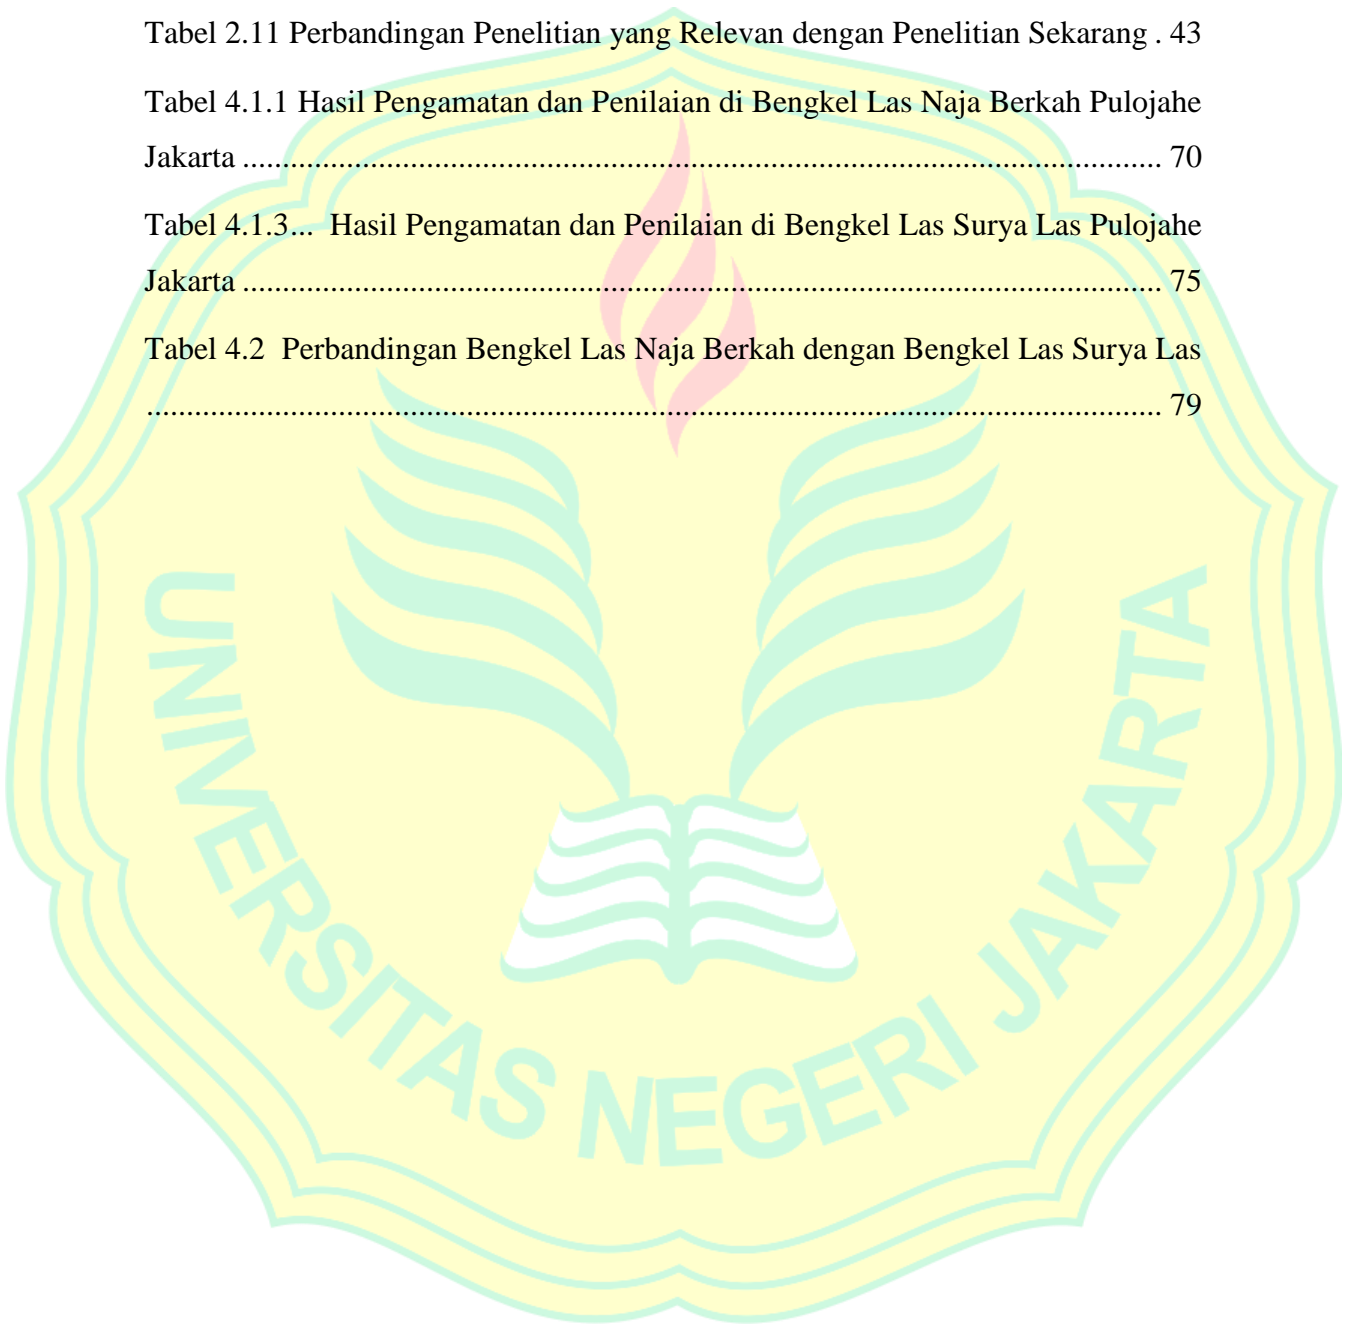 Tabel 2.11 Perbandingan Penelitian yang Relevan dengan Penelitian Sekarang . 43
Tabel 4.1.1 Hasil Pengamatan dan Penilaian di Bengkel Las Naja Berkah Pulojahe
Jakarta ..................................................................................................................... 70
Tabel 4.1.3... Hasil Pengamatan dan Penilaian di Bengkel Las Surya Las Pulojahe
Jakarta ..................................................................................................................... 75
Tabel 4.2 Perbandingan Bengkel Las Naja Berkah dengan Bengkel Las Surya Las
................................................................................................................................. 79
UNIVERSITAS NEGERI JAKARTA